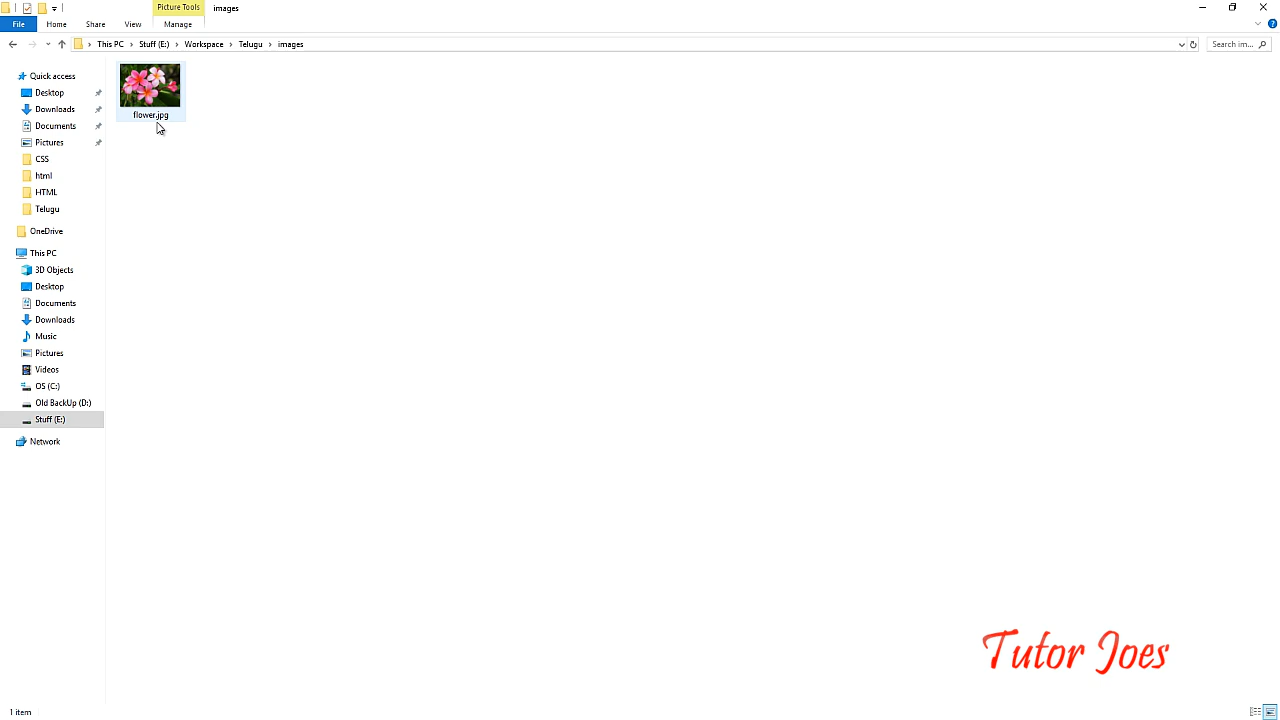 Picture Tools
images
File
Home
Share
View
Manage
This PC
Stuff (E:)
Workspace
Telugu
images
Search im...
Quick access
Desktop
Downloads
Documents
Pictures
CSS
html
HTML
Telugu
OneDrive
This PC
3D Objects
Desktop
Documents
Downloads
Music
Pictures
Videos
OS (C:)
Old BackUp (D:)
Stuff (E:)
Network
flower.jpg
Tutor Joes
1 item